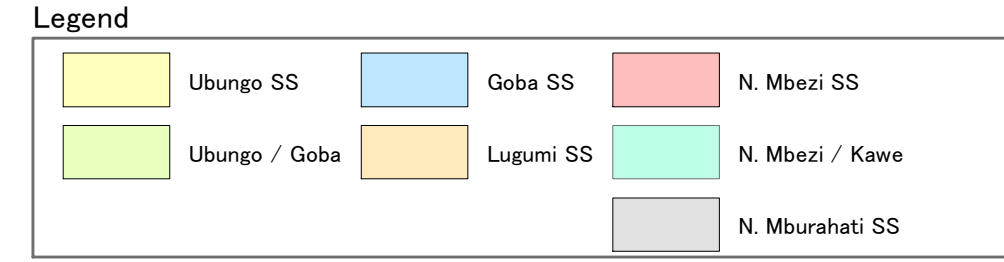 Legend
Ubungo SS
Goba SS
N. Mbezi SS
Ubungo / Goba
Lugumi SS
N. Mbezi / Kawe
N. Mburahati SS